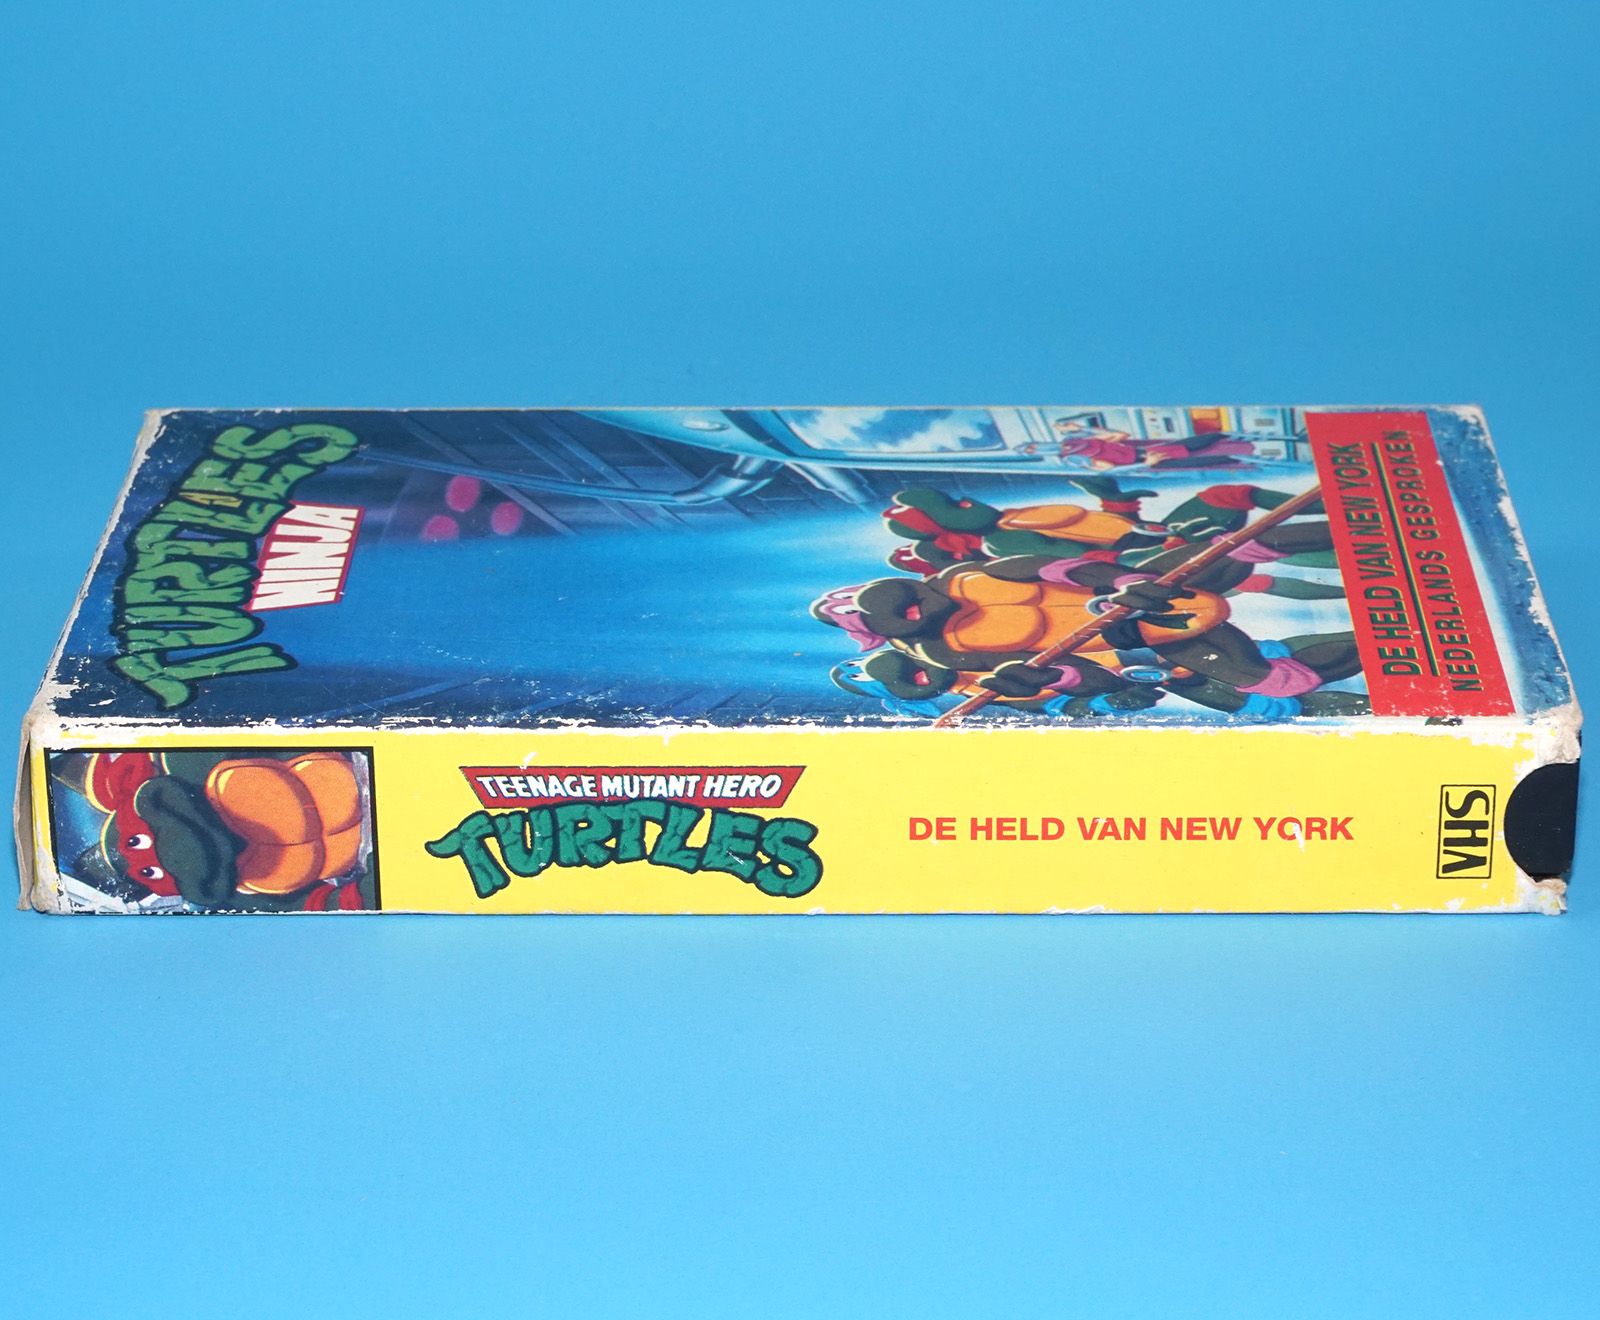 TURTLES
NINJA
DE HELD VAN NEW YORK
NEDERLANDS GESPROKEN
TEENAGE MUTANT HERO
TURTLES
DE HELD VAN NEW YORK
VHS